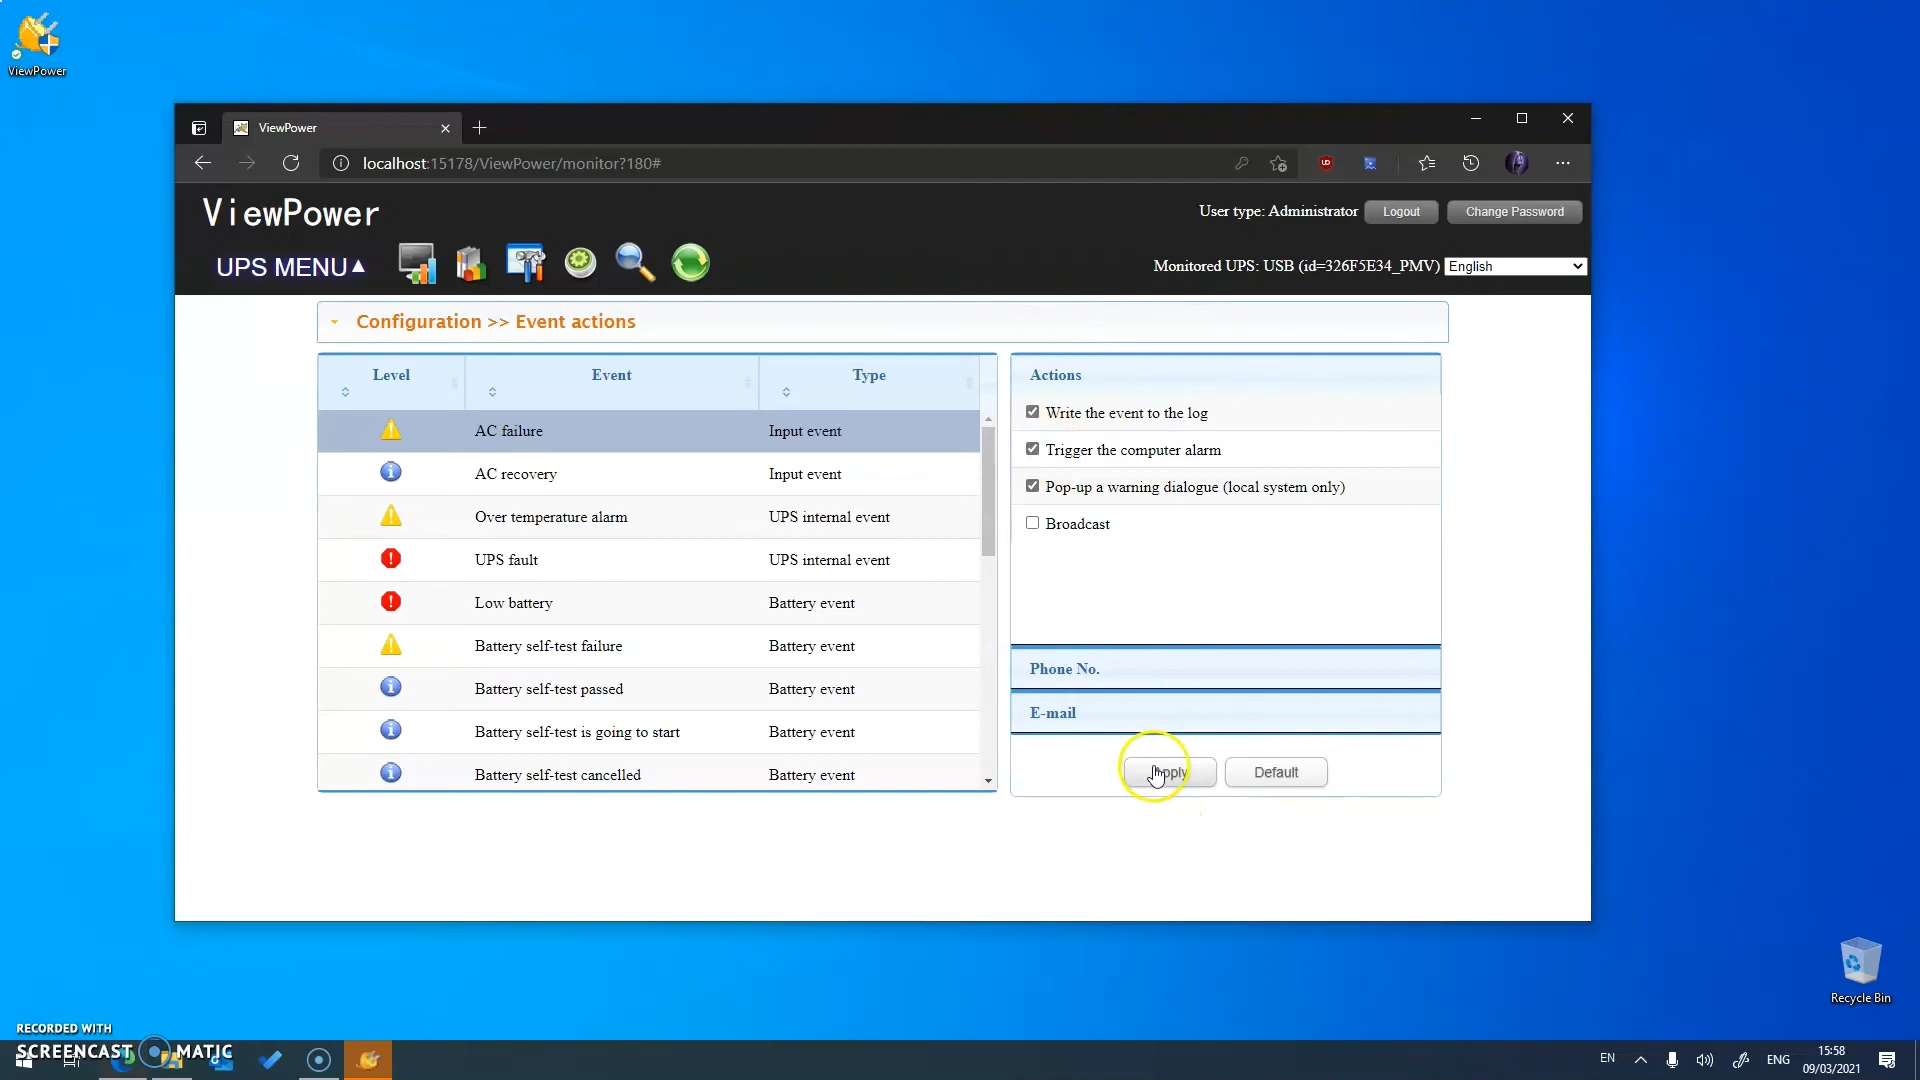 ViewPower
ViewPower
localhost:15178/ViewPower/monitor?180#
ViewPower
User type: Administrator
Logout
Change Password
UPS MENU▲
Monitored UPS: USB (id=326F5E34_PMV)
English
Configuration >> Event actions
Level Event Type
AC failure Input event
AC recovery Input event
Over temperature alarm UPS internal event
UPS fault UPS internal event
Low battery Battery event
Battery self-test failure Battery event
Battery self-test passed Battery event
Battery self-test is going to start Battery event
Battery self-test cancelled Battery event
Actions
Write the event to the log
Trigger the computer alarm
Pop-up a warning dialogue (local system only)
Broadcast
Phone No.
E-mail
Apply
Default
Recycle Bin
RECORDED WITH
SCREENCAST MATIC
EN
ENG
15:58
09/03/2021